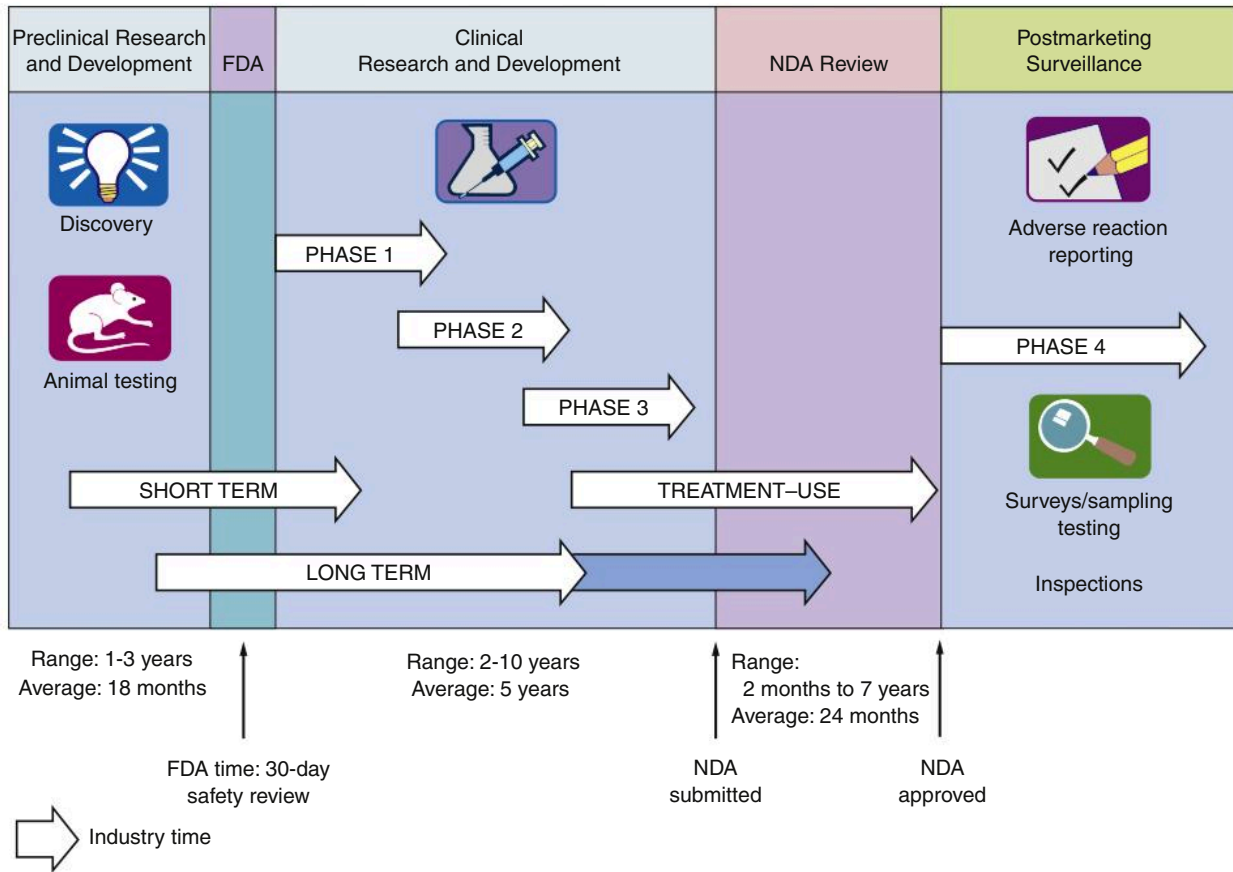 Preclinical Research
and Development
FDA
Clinical
Research and Development
NDA Review
Postmarketing
Surveillance
Discovery
Animal testing
PHASE 1
PHASE 2
PHASE 3
SHORT TERM
TREATMENT–USE
LONG TERM
Adverse reaction
reporting
PHASE 4
Surveys/sampling
testing
Inspections
Range: 1-3 years
Average: 18 months
Range: 2-10 years
Average: 5 years
Range:
2 months to 7 years
Average: 24 months
FDA time: 30-day
safety review
NDA
submitted
NDA
approved
Industry time